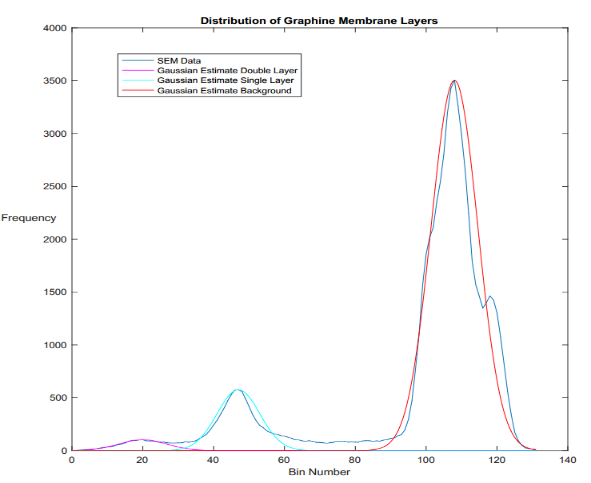 Distribution of Graphine Membrane Layers
4000
3500
3000
2500
2000
1500
1000
500
0
Frequency
SEM Data
Gaussian Estimate Double Layer
Gaussian Estimate Single Layer
Gaussian Estimate Background
0 20 40 60 80 100 120 140
Bin Number